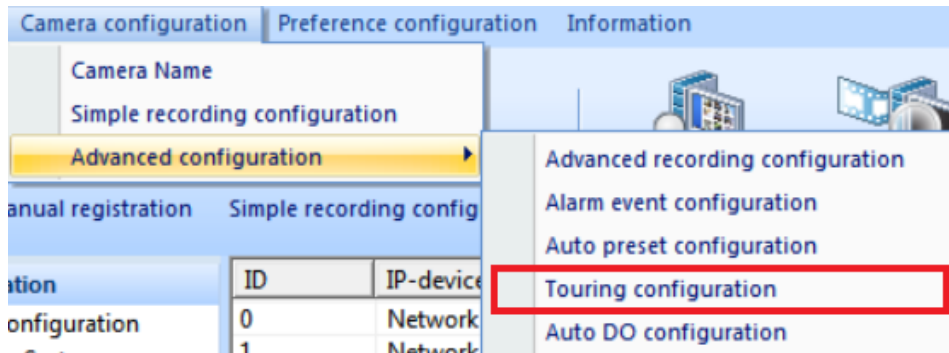 Camera configuration Preference configuration Information
Camera Name
Simple recording configuration
Advanced configuration
Advanced recording configuration
Alarm event configuration
Auto preset configuration
Touring configuration
Auto DO configuration
anual registration Simple recording config
ation
onfiguration
ID IP-device
0 Network
1 Network